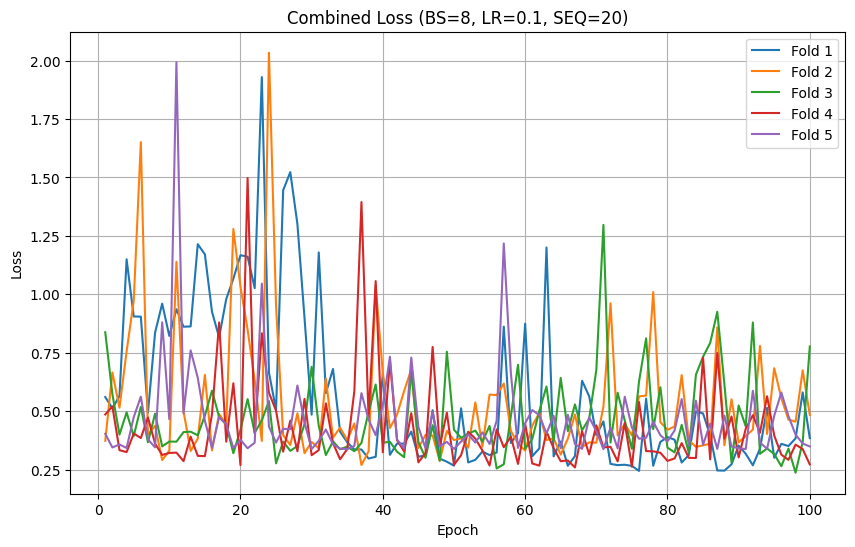 Combined Loss (BS=8, LR=0.1, SEQ=20)
Fold 1
Fold 2
Fold 3
Fold 4
Fold 5
Loss
2.00
1.75
1.50
1.25
1.00
0.75
0.50
0.25
0 20 40 60 80 100
Epoch